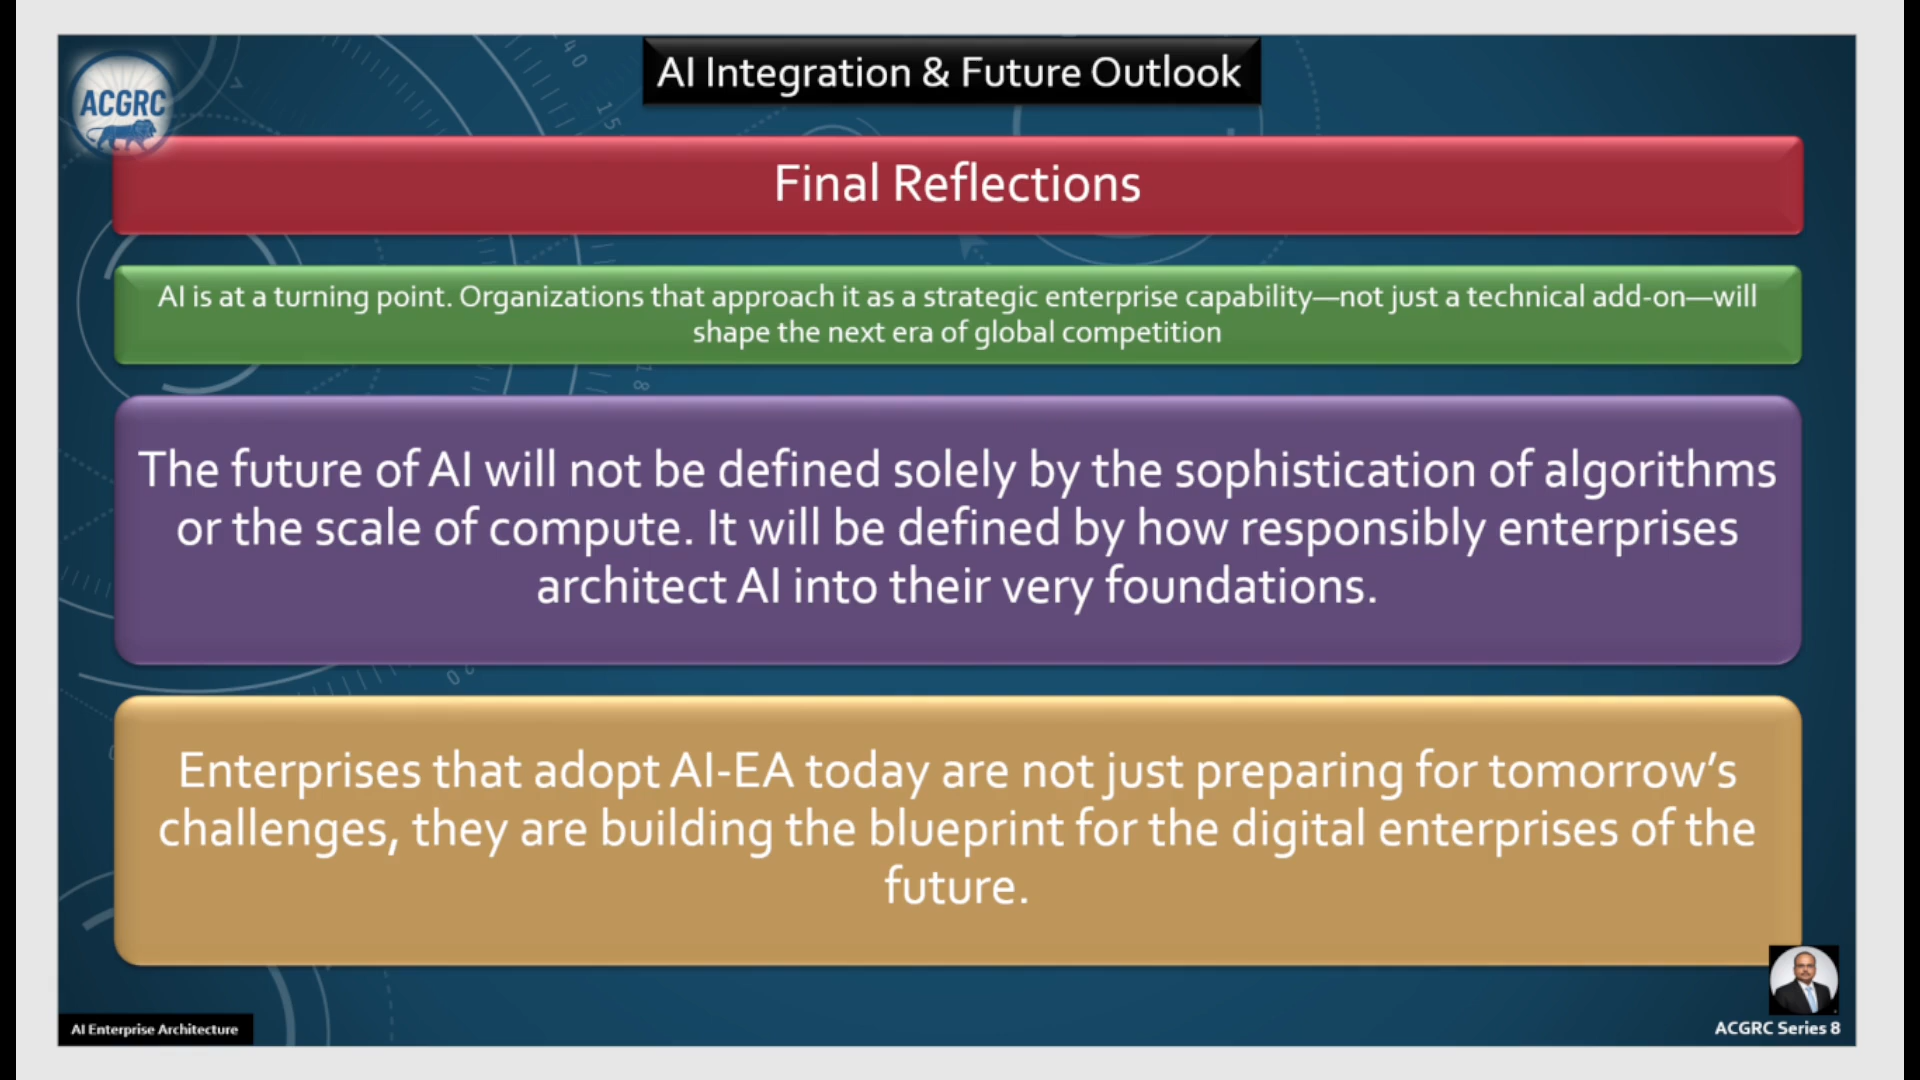 AI Integration & Future Outlook
ACGRC
Final Reflections
AI is at a turning point. Organizations that approach it as a strategic enterprise capability—not just a technical add-on—will
shape the next era of global competition
The future of AI will not be defined solely by the sophistication of algorithms
or the scale of compute. It will be defined by how responsibly enterprises
architect AI into their very foundations.
Enterprises that adopt AI-EA today are not just preparing for tomorrow’s
challenges, they are building the blueprint for the digital enterprises of the
future.
AI Enterprise Architecture
ACGRC Series 8